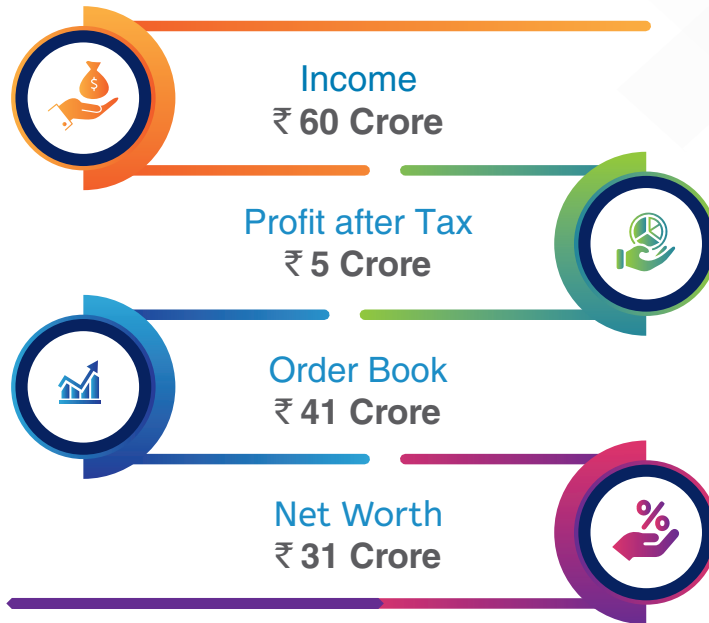 Income
₹ 60 Crore
Profit after Tax
₹ 5 Crore
Order Book
₹ 41 Crore
Net Worth
₹ 31 Crore